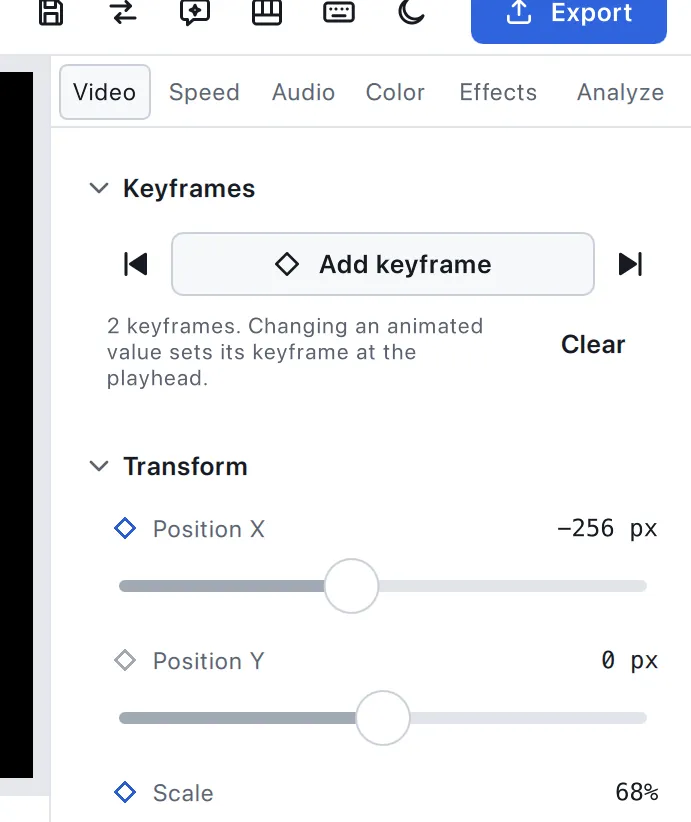 Export
Video Speed Audio Color Effects Analyze
Keyframes
Add keyframe
2 keyframes. Changing an animated
value sets its keyframe at the
playhead.
Clear
Transform
Position X −256 px
Position Y 0 px
Scale 68%